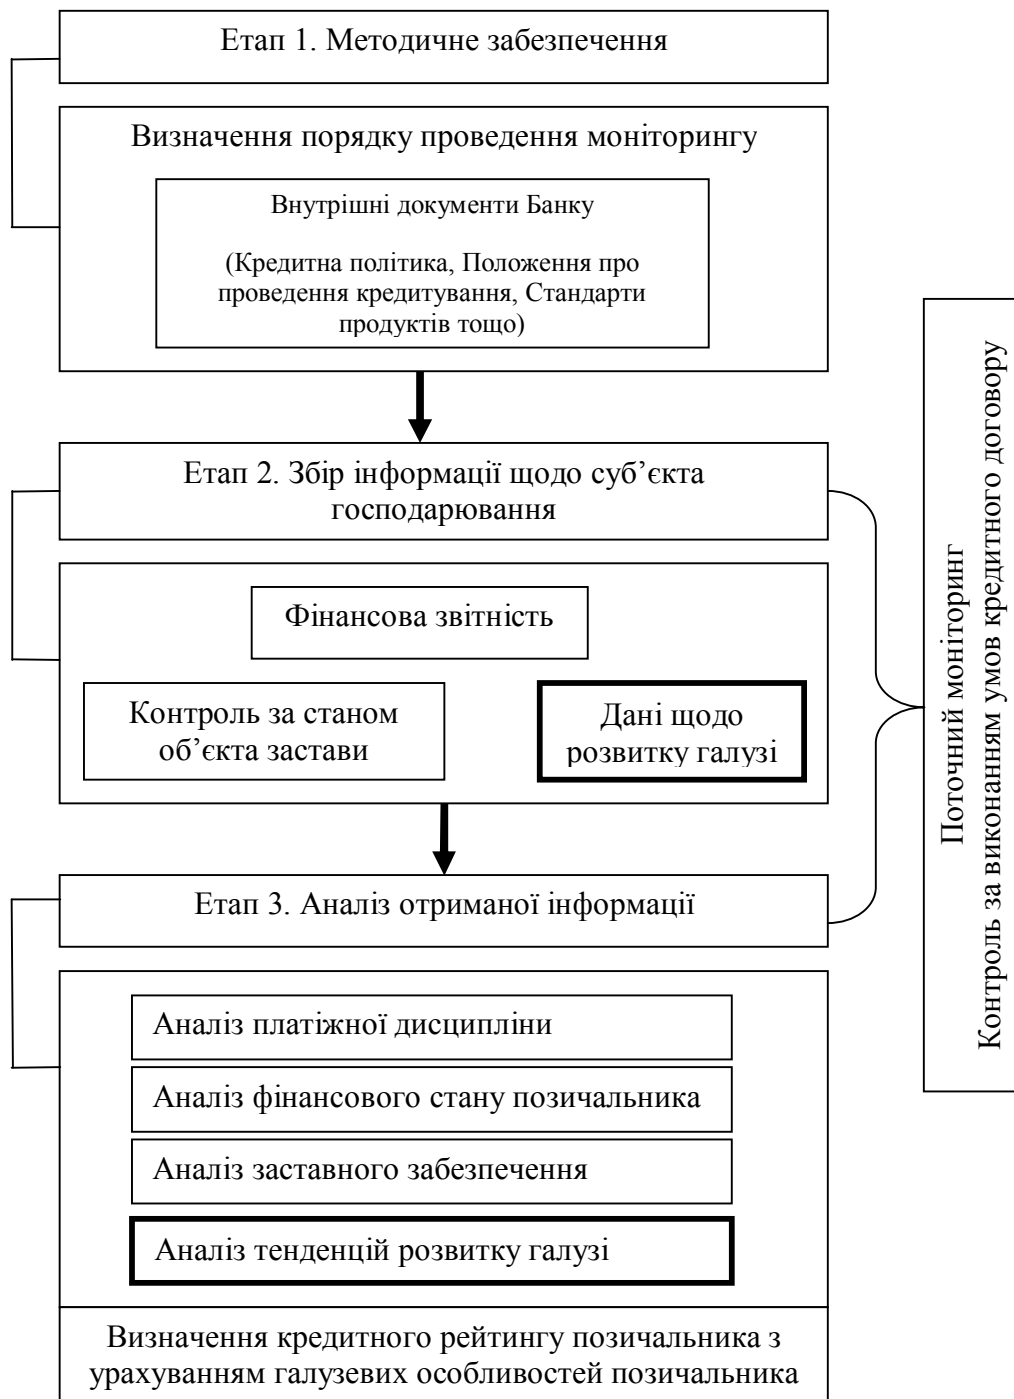 Етап 1. Методичне забезпечення
Визначення порядку проведення моніторингу
Внутрішні документи Банку
(Кредитна політика, Положення про
проведення кредитування, Стандарти
продуктів тощо)
Етап 2. Збір інформації щодо суб’єкта
господарювання
Фінансова звітність
Контроль за станом
об’єкта застави
Дані щодо
розвитку галузі
Поточний моніторинг
Контроль за виконанням умов кредитного договору
Етап 3. Аналіз отриманої інформації
Аналіз платіжної дисципліни
Аналіз фінансового стану позичальника
Аналіз заставного забезпечення
Аналіз тенденцій розвитку галузі
Визначення кредитного рейтингу позичальника з
урахуванням галузевих особливостей позичальника